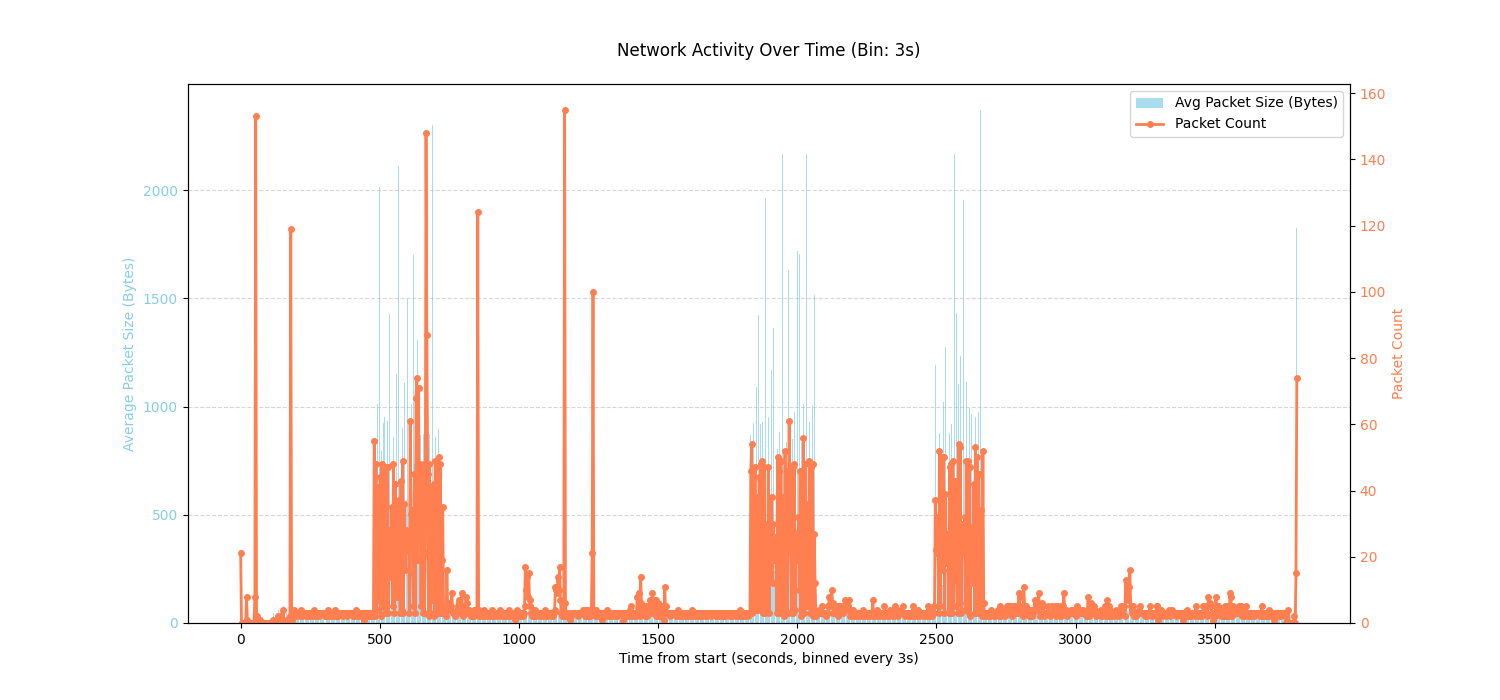 Network Activity Over Time (Bin: 3s)
Avg Packet Size (Bytes)
Packet Count
2000
1500
1000
500
0
Average Packet Size (Bytes)
160
140
120
100
80
60
40
20
0
Packet Count
0 500 1000 1500 2000 2500 3000 3500
Time from start (seconds, binned every 3s)